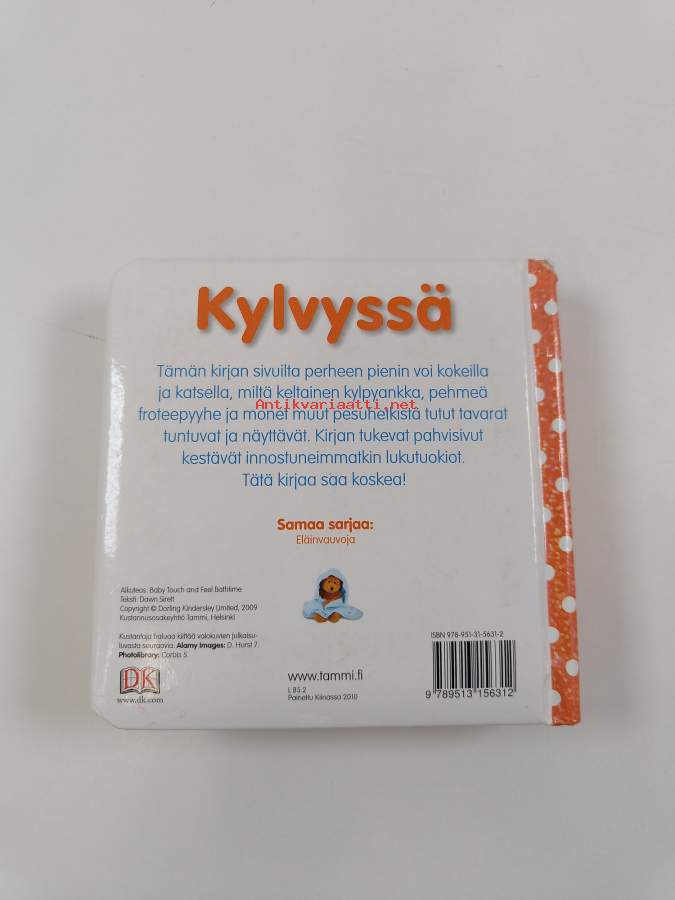 Kylvyssä
Tämän kirjan sivuilta perheen pienin voi kokeilla
ja katsella, miltä keltainen kylpyankka, pehmeä
Antikvariaatti.net
froteepyyhe ja monet muut pesuhetkistä tutut tavarat
tuntuvat ja näyttävät. Kirjan tukevat pahvisivut
kestävät innostuneimmatkin lukutuokiot.
Tätä kirjaa saa koskea!
Samaa sarjaa:
Eläinvauvoja
Alkuteos: Baby Touch and Feel Bathtime
Teksti: Dawn Sirett
Copyright © Dorling Kindersley Limited, 2009
Kustannusosakeyhtiö Tammi, Helsinki
Kustantaja haluaa kiittää valokuvien julkaisu-
luvasta seuraavia: Alamy Images: D. Hurst 7.
Photolibrary: Corbis 5.
DK
www.dk.com
www.tammi.fi
L 85.2
Painettu Kiinassa 2010
ISBN 978-951-31-5631-2
9 789513 156312